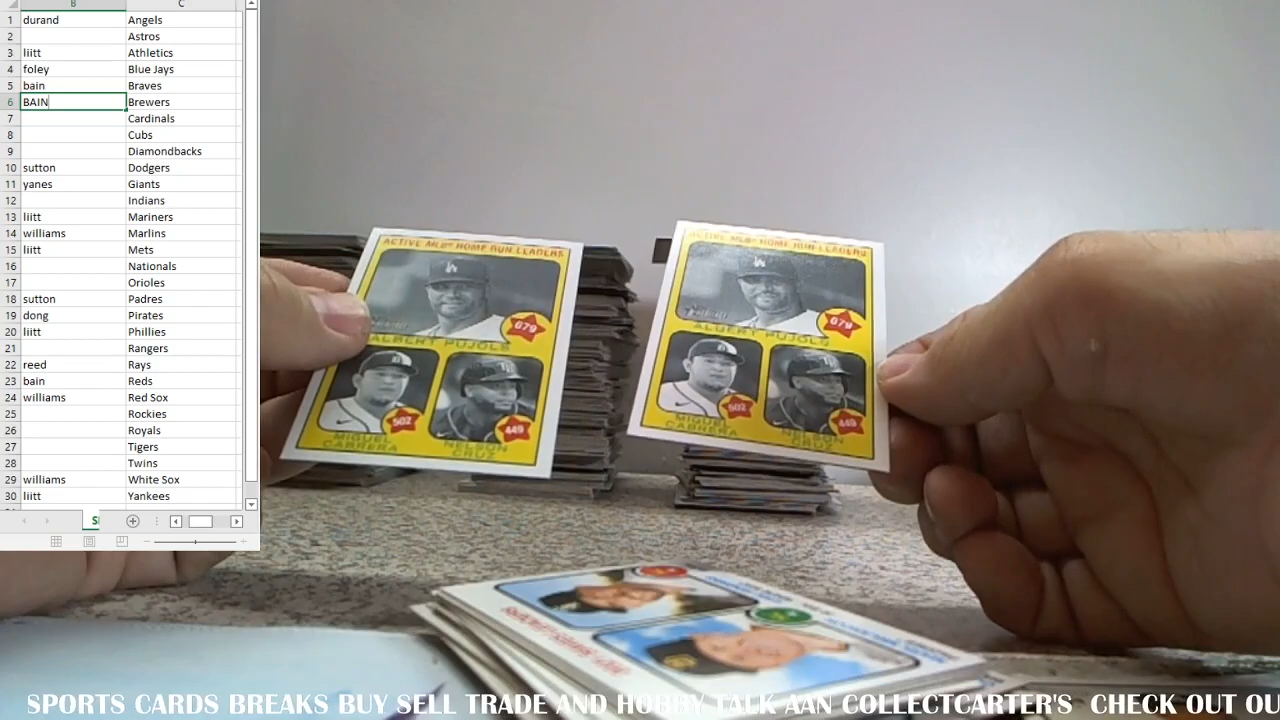 B C
1 durand Angels
2 Astros
3 liitt Athletics
4 foley Blue Jays
5 bain Braves
6 BAIN Brewers
7 Cardinals
8 Cubs
9 Diamondbacks
10 sutton Dodgers
11 yanes Giants
12 Indians
13 liitt Mariners
14 williams Marlins
15 liitt Mets
16 Nationals
17 Orioles
18 sutton Padres
19 dong Pirates
20 liitt Phillies
21 Rangers
22 reed Rays
23 bain Reds
24 williams Red Sox
25 Rockies
26 Royals
27 Tigers
28 Twins
29 williams White Sox
30 liitt Yankees
ACTIVE MLB® HOME RUN LEADERS
LA
679
ALBERT PUJOLS
502
449
MIGUEL CABRERA
NELSON CRUZ
ACTIVE MLB® HOME RUN LEADERS
LA
679
ALBERT PUJOLS
502
449
MIGUEL CABRERA
NELSON CRUZ
SPORTS CARDS BREAKS BUY SELL TRADE AND HOBBY TALK AAN COLLECTCARTER'S CHECK OUT OU